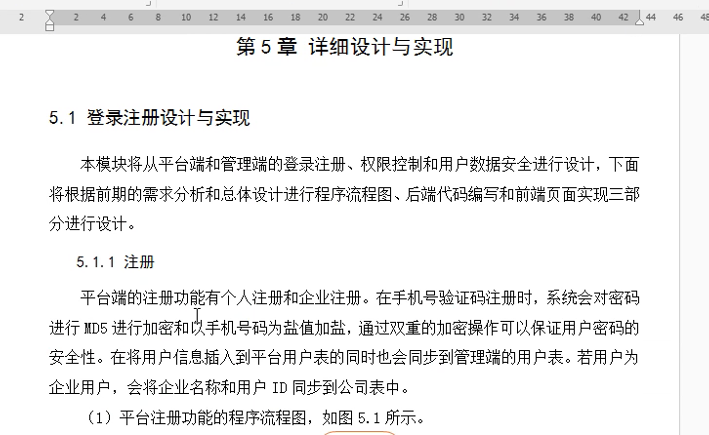 2 2 4 6 8 10 12 14 16 18 20 22 24 26 28 30 32 34 36 38 40 42 44 46 48
第 5 章 详细设计与实现
5.1 登录注册设计与实现
本模块将从平台端和管理端的登录注册、权限控制和用户数据安全进行设计，下面
将根据前期的需求分析和总体设计进行程序流程图、后端代码编写和前端页面实现三部
分进行设计。
5.1.1 注册
平台端的注册功能有个人注册和企业注册。在手机号验证码注册时，系统会对密码
进行 MD5 进行加密和以手机号码为盐值加盐，通过双重的加密操作可以保证用户密码的
安全性。在将用户信息插入到平台用户表的同时也会同步到管理端的用户表。若用户为
企业用户，会将企业名称和用户 ID 同步到公司表中。
（1）平台注册功能的程序流程图，如图 5.1 所示。